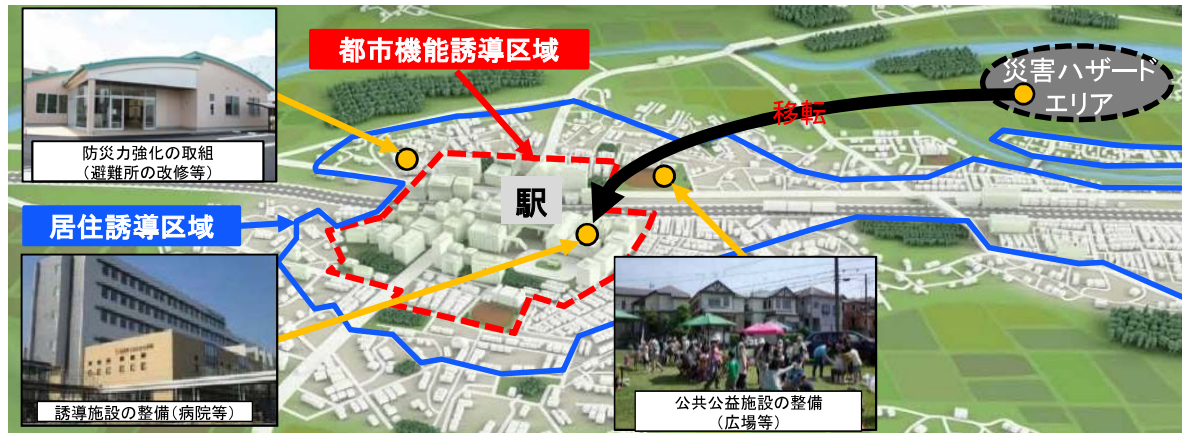 都市機能誘導区域
災害ハザード
エリア
移転
防災力強化の取組
(避難所の改修等)
駅
居住誘導区域
誘導施設の整備(病院等)
公共公益施設の整備
(広場等)